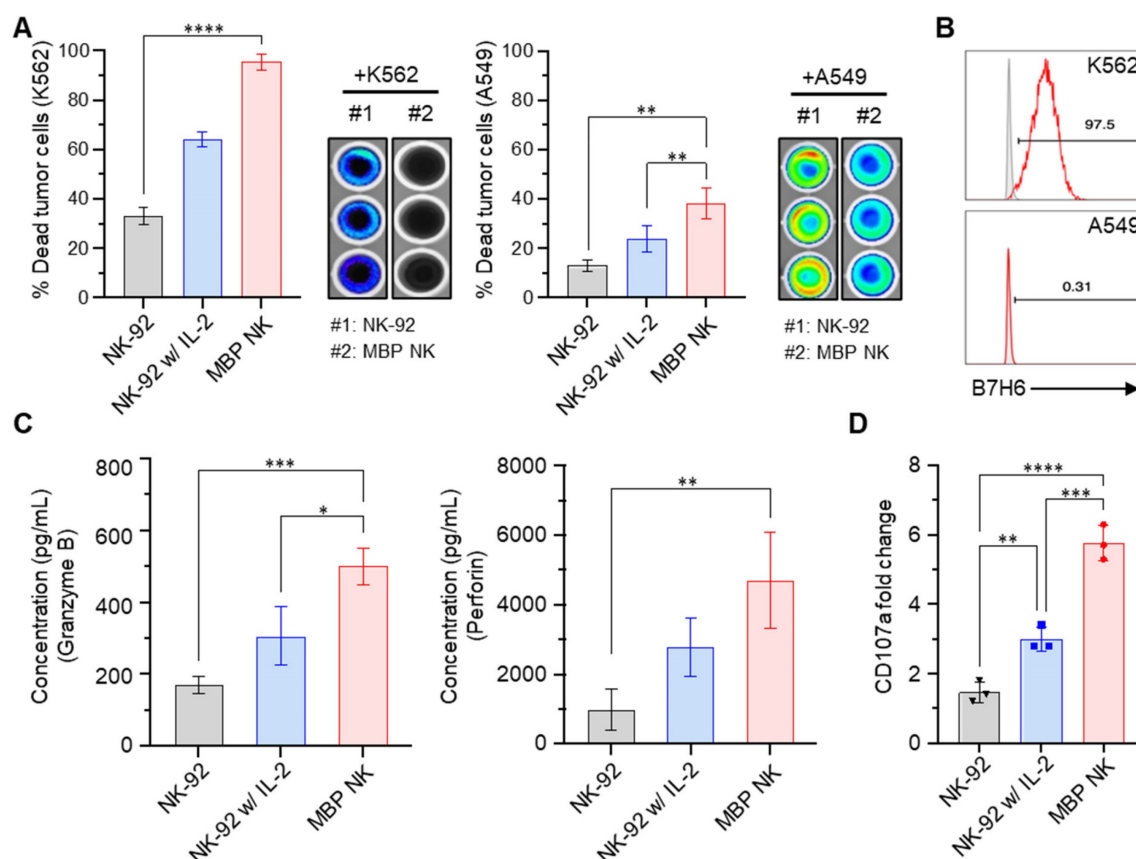 A
% Dead tumor cells (K562)
100
80
60
40
20
0
****
NK-92
NK-92 w/ IL-2
MBP NK
+K562
#1 #2
#1: NK-92
#2: MBP NK
% Dead tumor cells (A549)
100
80
60
40
20
0
**
**
NK-92
NK-92 w/ IL-2
MBP NK
+A549
#1 #2
#1: NK-92
#2: MBP NK
B
K562
97.5
A549
0.31
B7H6
C
Concentration (pg/mL)
(Granzyme B)
800
600
400
200
0
***
*
NK-92
NK-92 w/ IL-2
MBP NK
Concentration (pg/mL)
(Perforin)
8000
6000
4000
2000
0
**
NK-92
NK-92 w/ IL-2
MBP NK
D
CD107a fold change
8
6
4
2
0
****
***
**
NK-92
NK-92 w/ IL-2
MBP NK